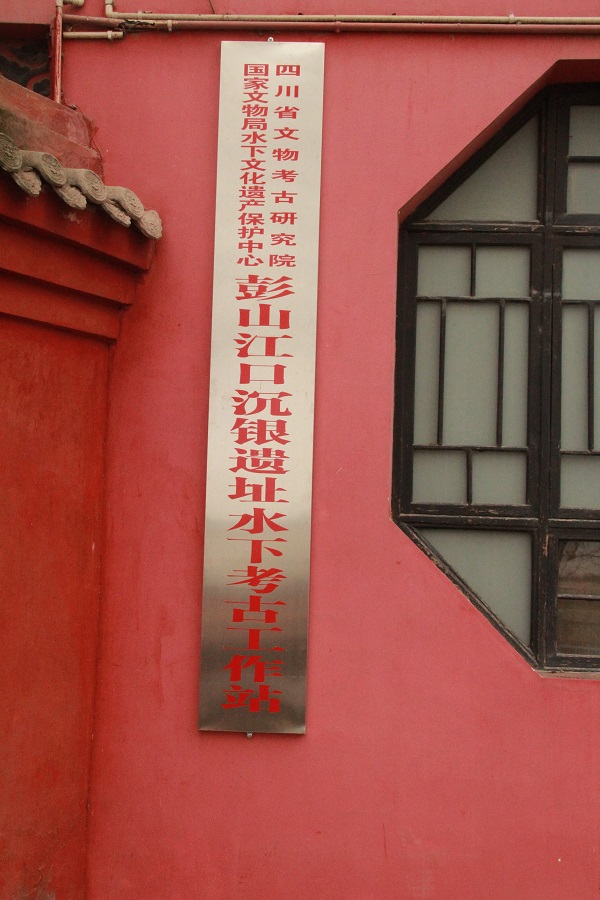 四川省文物考古研究院
国家文物局水下文化遗产保护中心
彭山江口沉银遗址水下考古工作站